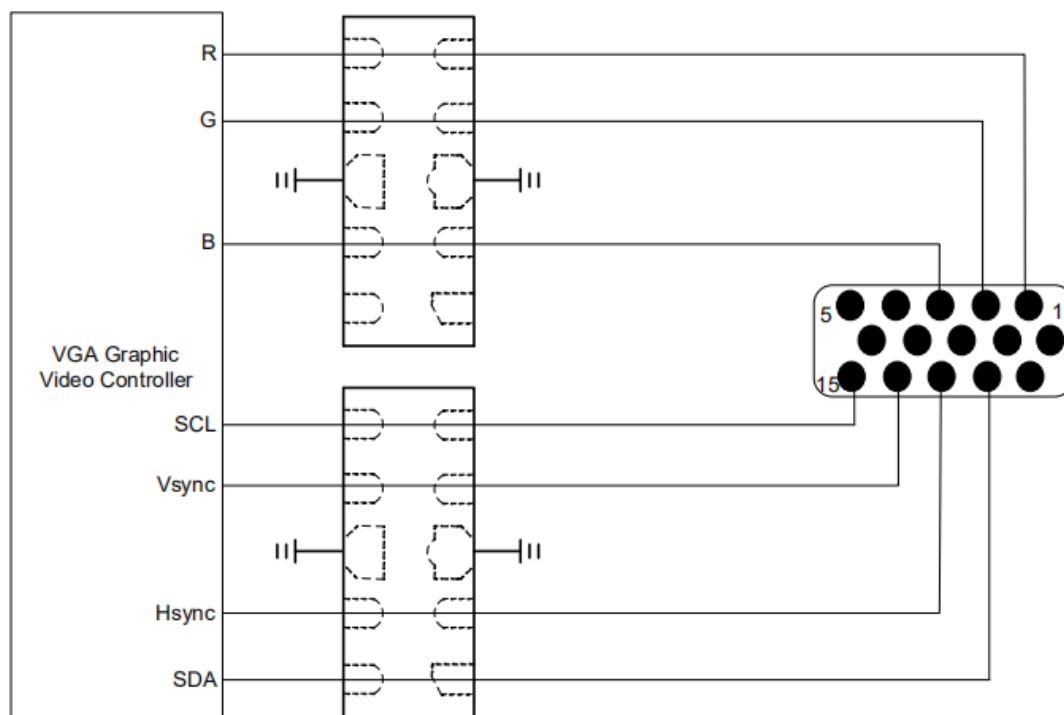 R
G
B
VGA Graphic
Video Controller
SCL
Vsync
Hsync
SDA
5
1
15